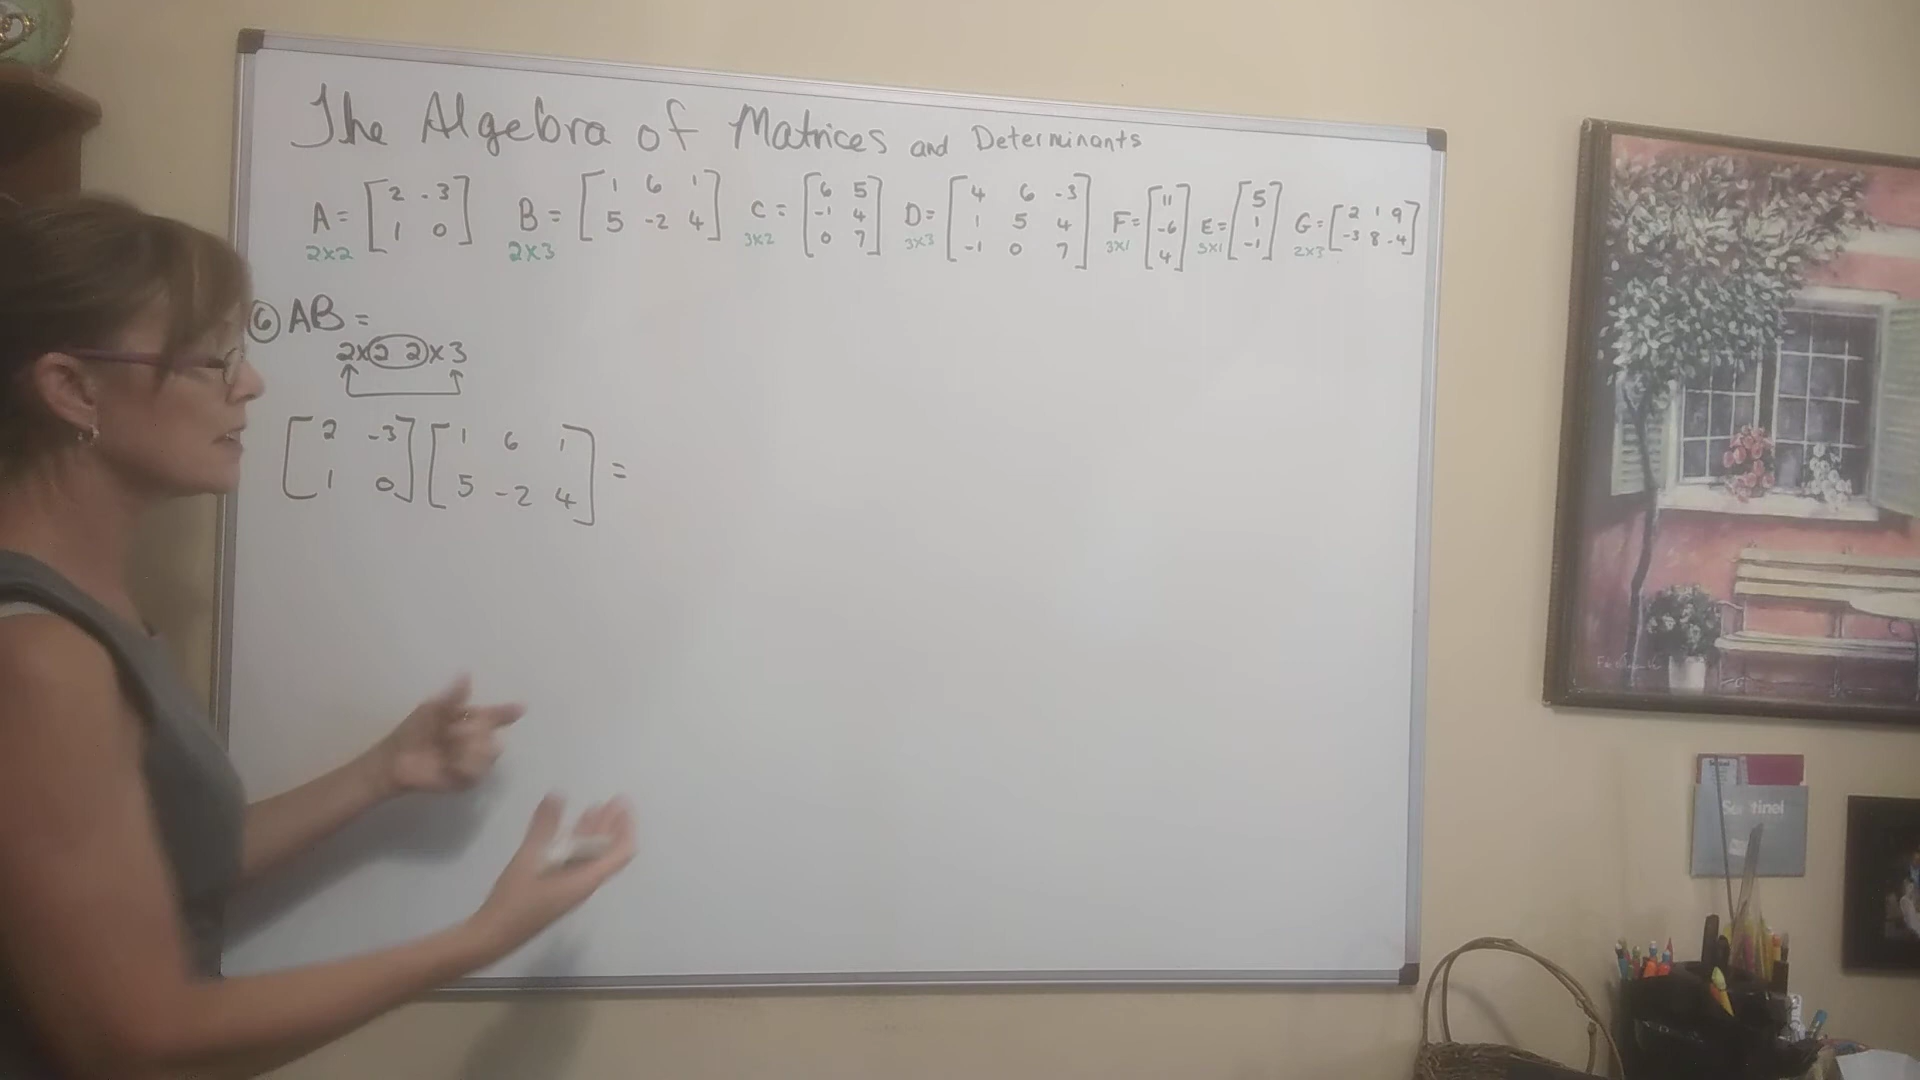 The Algebra of Matrices and Determinants
A = [2 -3 B = [1 6 1 C = [6 5 D = [4 6 -3 F = [11 E = [5 G = [2 1 9
1 0] 5 -2 4] -1 4 1 5 4 -6 1 -3 8 -4]
0 7] -1 0 7] 4] -1]
2x2 2x3 3x2 3x3 3x1 3x1 2x3
⑥ AB =
2x2 2x3
[2 -3 [1 6 1
1 0] 5 -2 4] =
Sentinel